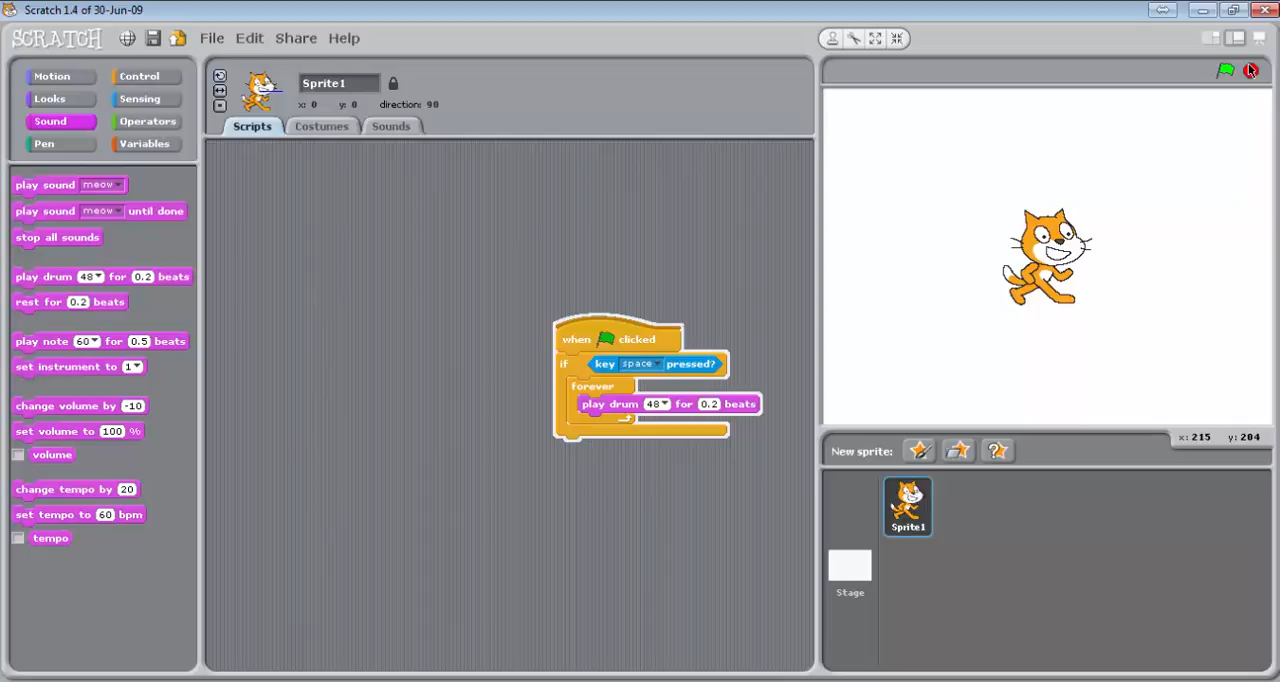 Scratch 1.4 of 30-Jun-09
SCRATCH File Edit Share Help
Motion Control
Looks Sensing
Sound Operators
Pen Variables
Sprite1
x: 0 y: 0 direction: 90
Scripts Costumes Sounds
play sound meow
play sound meow until done
stop all sounds
play drum 48 for 0.2 beats
rest for 0.2 beats
play note 60 for 0.5 beats
set instrument to 1
change volume by -10
set volume to 100 %
volume
change tempo by 20
set tempo to 60 bpm
tempo
when clicked
if key space pressed?
forever
play drum 48 for 0.2 beats
x: 215 y: 204
New sprite:
Sprite1
Stage